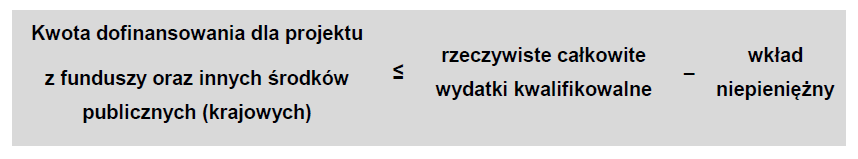 Kwota dofinansowania dla projektu
z funduszy oraz innych środków
publicznych (krajowych)
≤
rzeczywiste całkowite
wydatki kwalifikowalne
–
wkład
niepieniężny